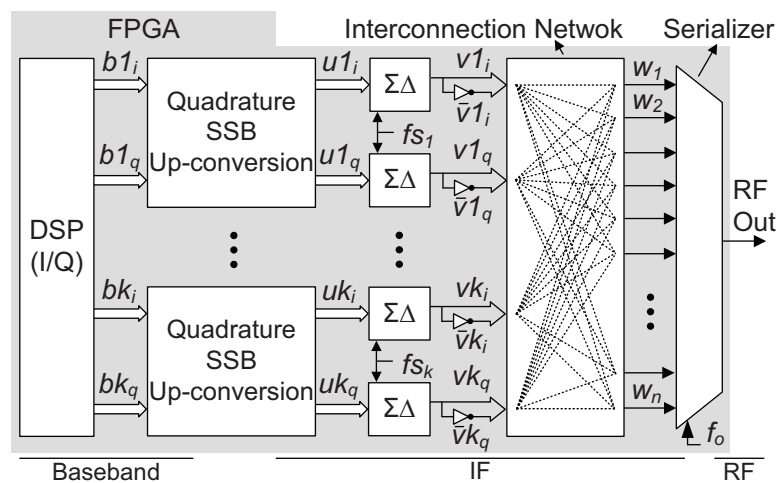 FPGA
Interconnection Netwok
Serializer
b1i
u1i
ΣΔ
v1i
v̄1i
w1
w2
Quadrature
SSB
Up-conversion
fs1
b1q
u1q
ΣΔ
v1q
v̄1q
DSP
(I/Q)
RF
Out
bki
uki
ΣΔ
vki
v̄ki
Quadrature
SSB
Up-conversion
fsk
bkq
ukq
ΣΔ
vkq
v̄kq
wn
fo
Baseband
IF
RF